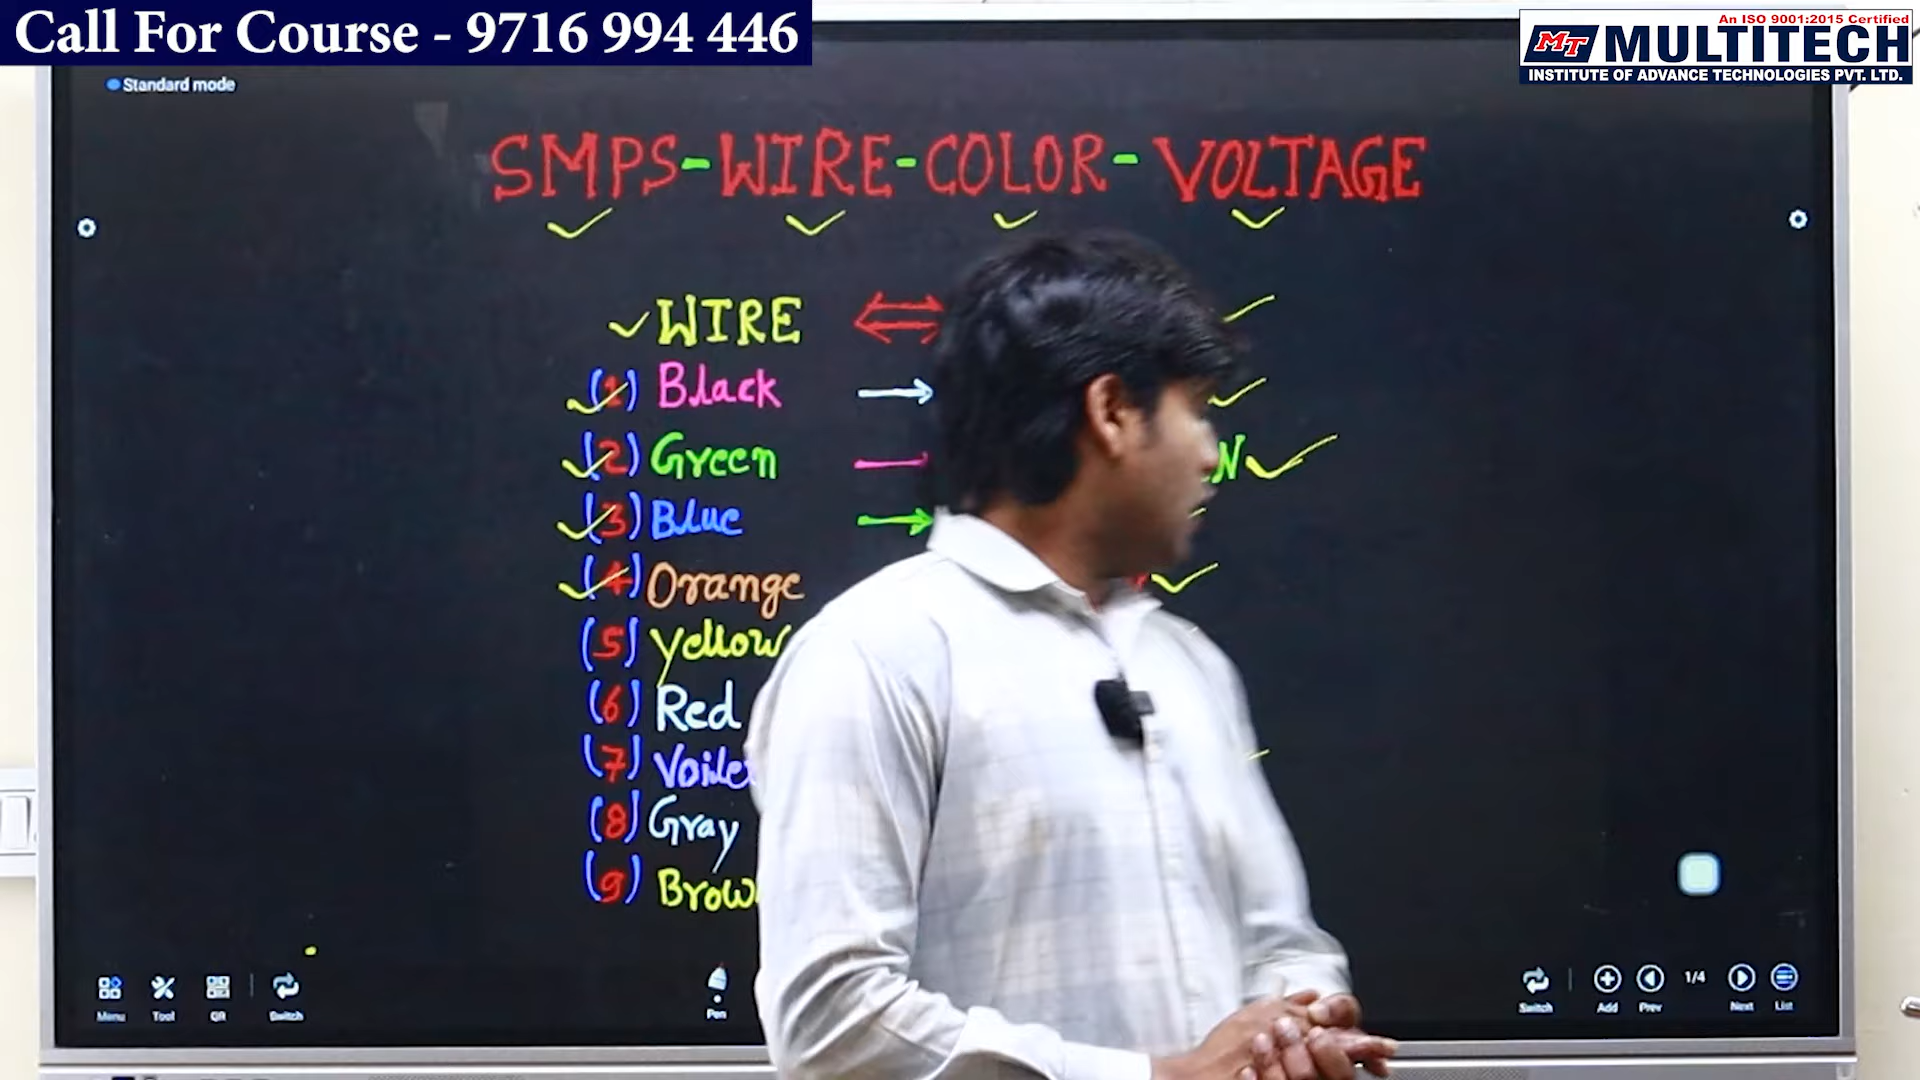 Call For Course - 9716 994 446
An ISO 9001:2015 Certified
MT MULTITECH
INSTITUTE OF ADVANCE TECHNOLOGIES PVT. LTD.
Standard mode
SMPS-WIRE-COLOR-VOLTAGE
WIRE
(1) Black
(2) Green
(3) Blue
(4) Orange
(5) Yellow
(6) Red
(7)
(8) Gray
(9)
Menu Tool QR Switch Pen Switch Add Prev 1/4 Next List